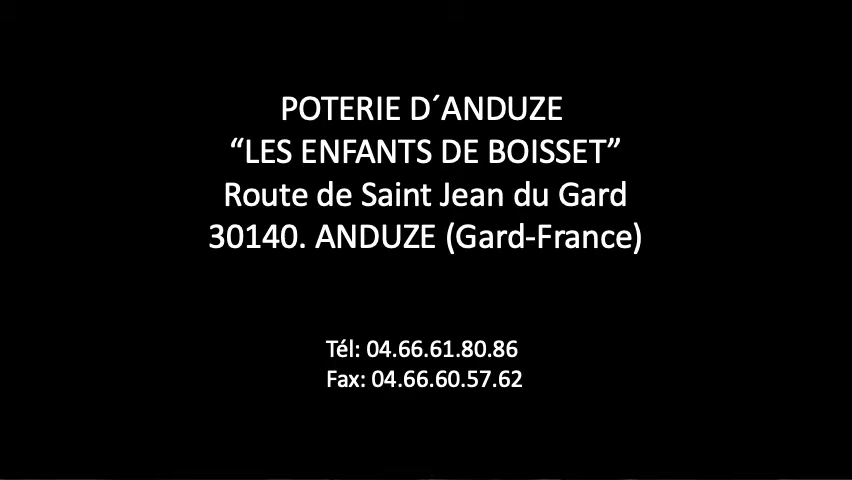 POTERIE D´ANDUZE
“LES ENFANTS DE BOISSET”
Route de Saint Jean du Gard
30140. ANDUZE (Gard-France)
Tél: 04.66.61.80.86
Fax: 04.66.60.57.62